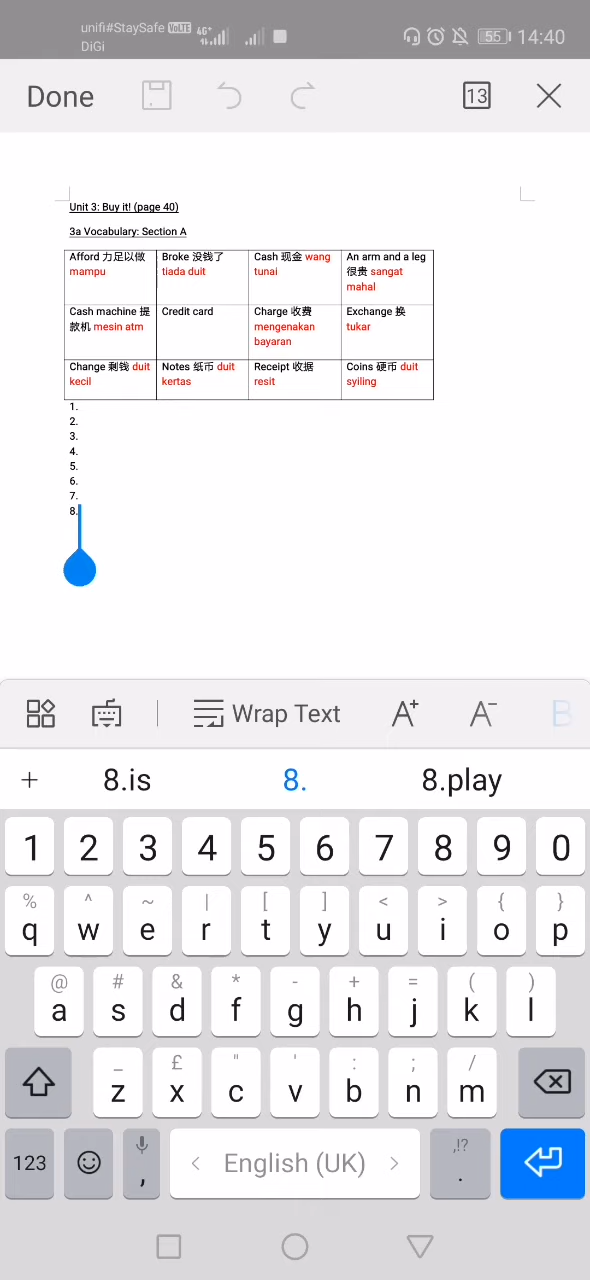 unifi#StaySafe VoLTE 4G+
DiGi
55 14:40
Done
13
Unit 3: Buy it! (page 40)
3a Vocabulary: Section A
Afford 力足以做 mampu
Broke 没钱了 tiada duit
Cash 现金 wang tunai
An arm and a leg 很贵 sangat mahal
Cash machine 提款机 mesin atm
Credit card
Charge 收费 mengenakan bayaran
Exchange 换 tukar
Change 剩钱 duit kecil
Notes 纸币 duit kertas
Receipt 收据 resit
Coins 硬币 duit syiling
1.
2.
3.
4.
5.
6.
7.
8.
Wrap Text A+ A- B
+ 8.is 8. 8.play
1 2 3 4 5 6 7 8 9 0
% ^ ~ | [ ] < > { }
q w e r t y u i o p
@ # & * - + = ( )
a s d f g h j k l
_ £ " ' : ; /
z x c v b n m
123 , < English (UK) > ,!? .